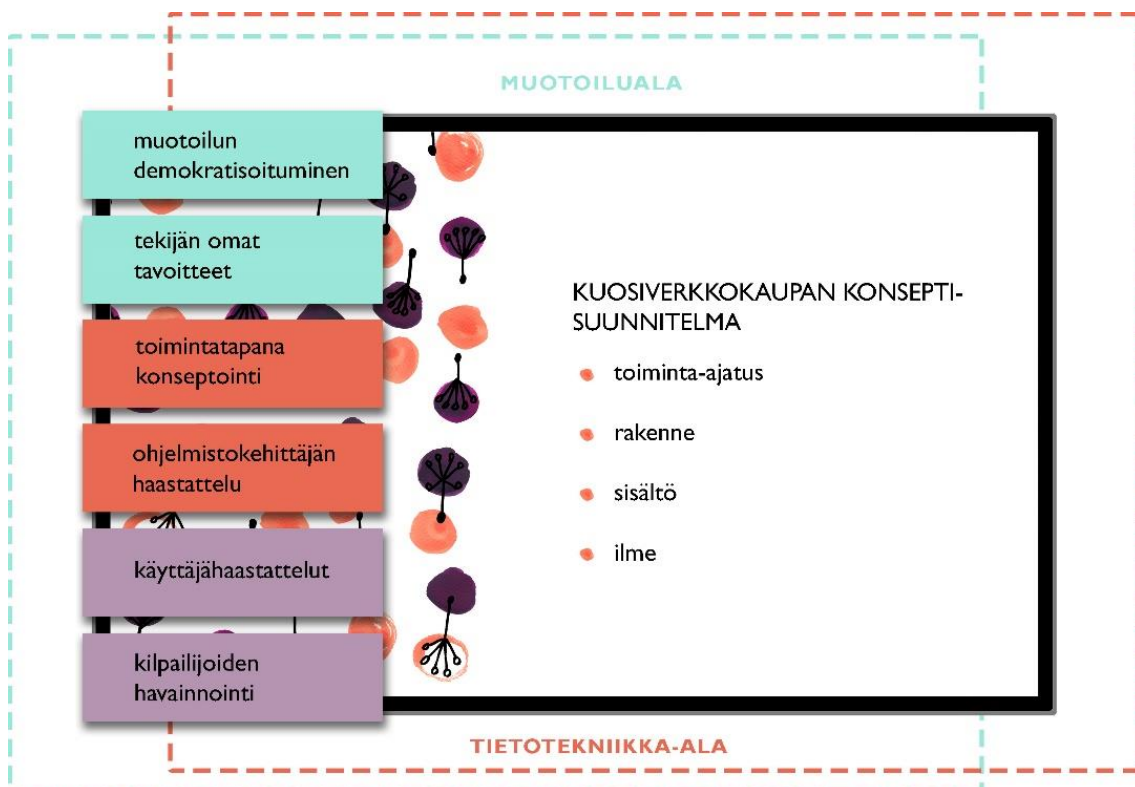 MUOTOILUALA
muotoilun
demokratisoituminen
tekijän omat
tavoitteet
toimintatapana
konseptointi
ohjelmistokehittäjän
haastattelu
käyttäjähaastattelut
kilpailijoiden
havainnointi
KUOSIVERKKOKAUPAN KONSEPTI-
SUUNNITELMA
toiminta-ajatus
rakenne
sisältö
ilme
TIETOTEKNIIKKA-ALA